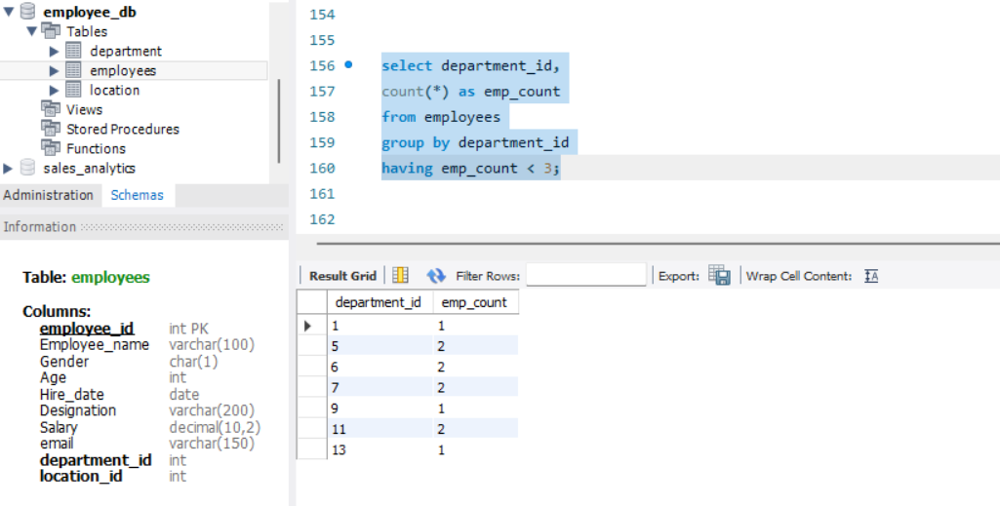 employee_db
Tables
department
employees
location
Views
Stored Procedures
Functions
sales_analytics
Administration Schemas
Information
Table: employees
Columns:
employee_id int PK
Employee_name varchar(100)
Gender char(1)
Age int
Hire_date date
Designation varchar(200)
Salary decimal(10,2)
email varchar(150)
department_id int
location_id int
154
155
156 select department_id,
157 count(*) as emp_count
158 from employees
159 group by department_id
160 having emp_count < 3;
161
162
Result Grid Filter Rows: Export: Wrap Cell Content: IA
department_id emp_count
1 1
5 2
6 2
7 2
9 1
11 2
13 1